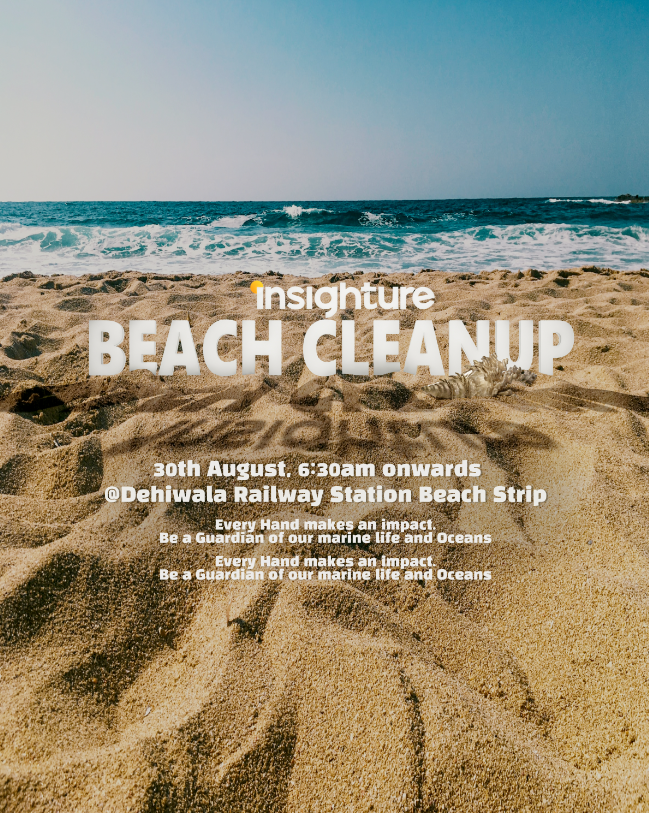 insighture
BEACH CLEANUP
30th August, 6:30am onwards
@Dehiwala Railway Station Beach Strip
Every Hand makes an impact.
Be a Guardian of our marine life and Oceans
Every Hand makes an impact.
Be a Guardian of our marine life and Oceans